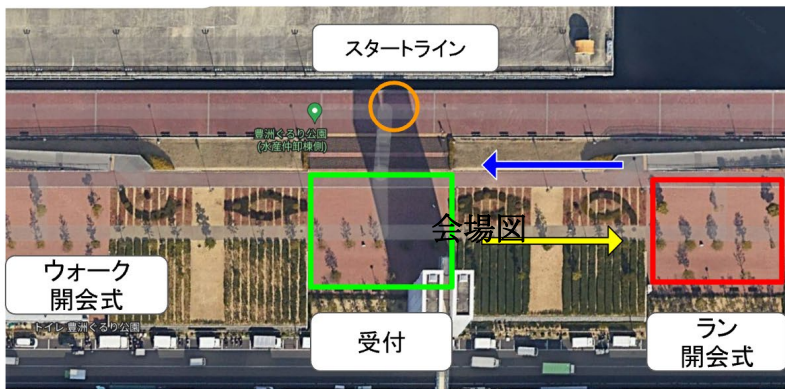 スタートライン
豊洲ぐるり公園
(水産仲卸棟側)
会場図
ウォーク
開会式
トイレ 豊洲ぐるり公園
受付
ラン
開会式